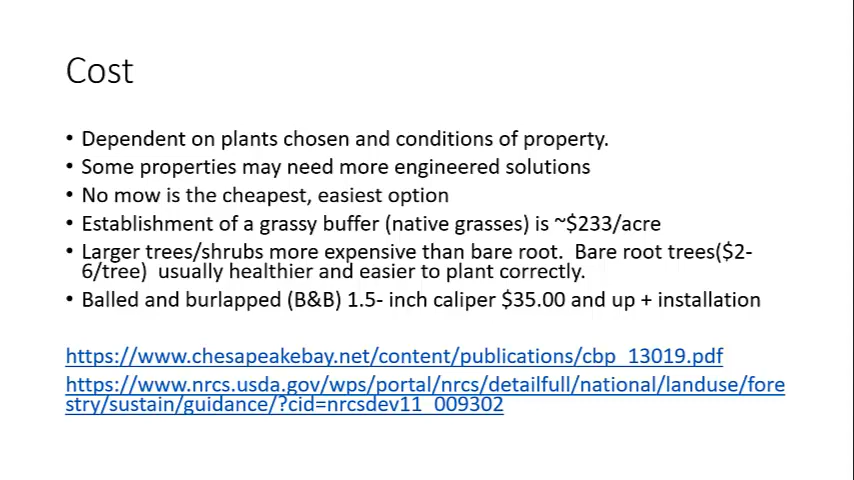 Cost
• Dependent on plants chosen and conditions of property.
• Some properties may need more engineered solutions
• No mow is the cheapest, easiest option
• Establishment of a grassy buffer (native grasses) is ~$233/acre
• Larger trees/shrubs more expensive than bare root.  Bare root trees($2-
6/tree)  usually healthier and easier to plant correctly.
• Balled and burlapped (B&B) 1.5- inch caliper $35.00 and up + installation
https://www.chesapeakebay.net/content/publications/cbp_13019.pdf
https://www.nrcs.usda.gov/wps/portal/nrcs/detailfull/national/landuse/fore
stry/sustain/guidance/?cid=nrcsdev11_009302